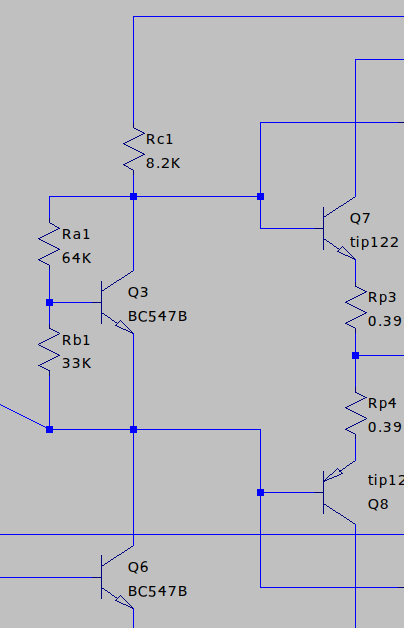 Rc1
8.2K
Q7
tip122
Ra1
64K
Q3
BC547B
Rp3
0.39
Rb1
33K
Rp4
0.39
tip12
Q8
Q6
BC547B